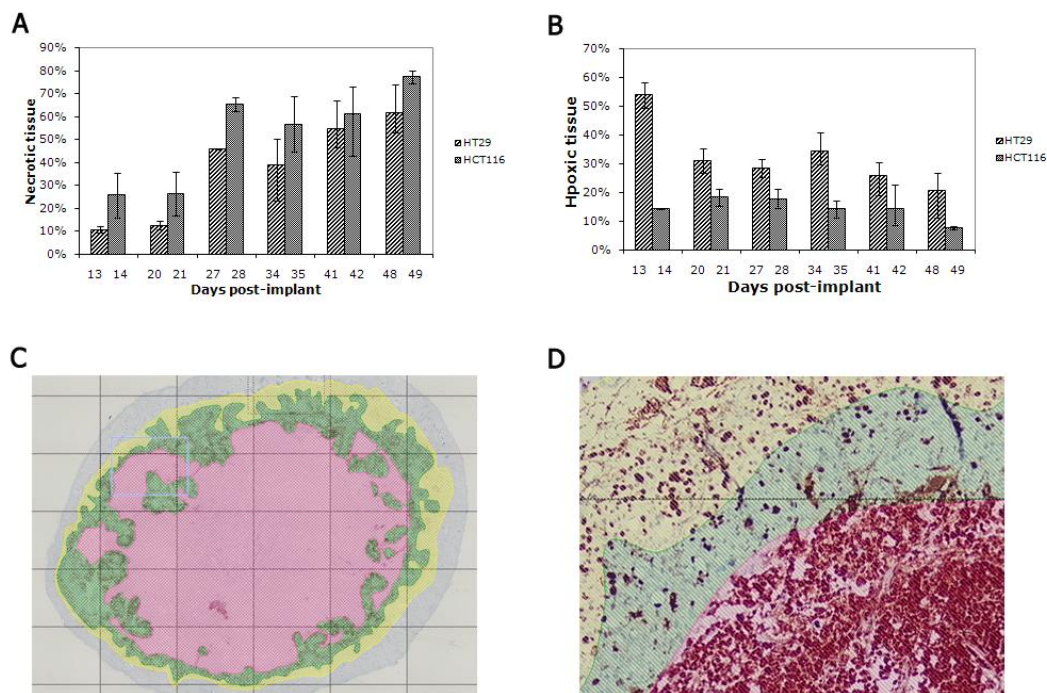 A
Necrotic tissue
90%
80%
70%
60%
50%
40%
30%
20%
10%
0%
13 14 20 21 27 28 34 35 41 42 48 49
Days post-implant
HT29
HCT116
B
Hpoxic tissue
70%
60%
50%
40%
30%
20%
10%
0%
13 14 20 21 27 28 34 35 41 42 48 49
Days post-implant
HT29
HCT116
C
D